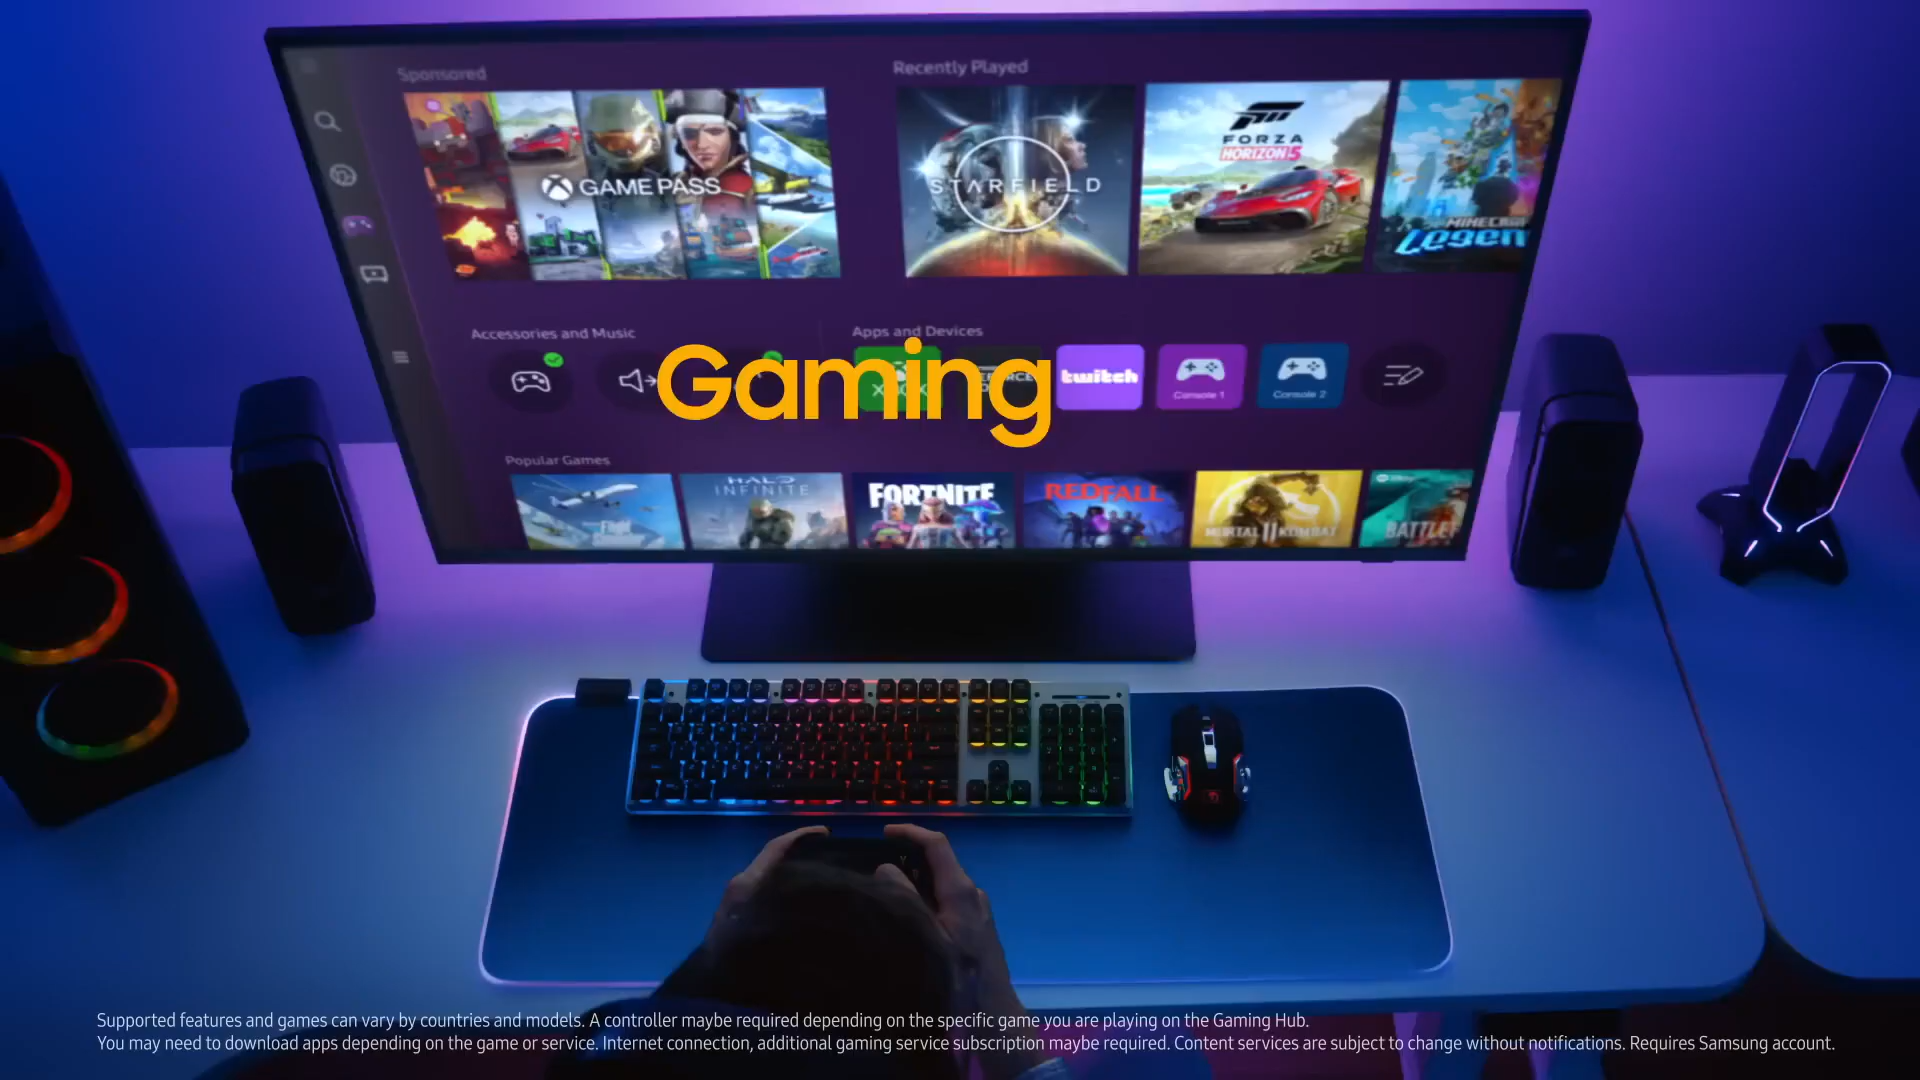 Sponsored
Recently Played
GAME PASS
STARFIELD
FORZA
HORIZON 5
Accessories and Music
Apps and Devices
Gaming
twitch
Console 1
Console 2
Popular Games
HALO
INFINITE
FORTNITE
REDFALL
MORTAL 11 KOMBAT
Y
Supported features and games can vary by countries and models. A controller maybe required depending on the specific game you are playing on the Gaming Hub.
You may need to download apps depending on the game or service. Internet connection, additional gaming service subscription maybe required. Content services are subject to change without notifications. Requires Samsung account.